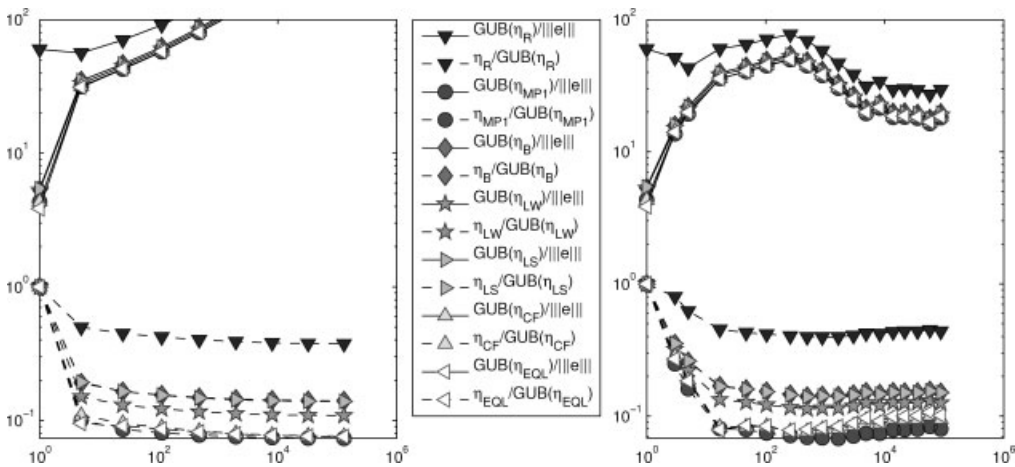 10²
10¹
10⁰
10⁻¹
10⁰
10²
10⁴
10⁶
GUB(η_R)/|||e|||
η_R/GUB(η_R)
GUB(η_MP1)/|||e|||
η_MP1/GUB(η_MP1)
GUB(η_B)/|||e|||
η_B/GUB(η_B)
GUB(η_LW)/|||e|||
η_LW/GUB(η_LW)
GUB(η_LS)/|||e|||
η_LS/GUB(η_LS)
GUB(η_CF)/|||e|||
η_CF/GUB(η_CF)
GUB(η_EQL)/|||e|||
η_EQL/GUB(η_EQL)
10²
10¹
10⁰
10⁻¹
10⁰
10²
10⁴
10⁶